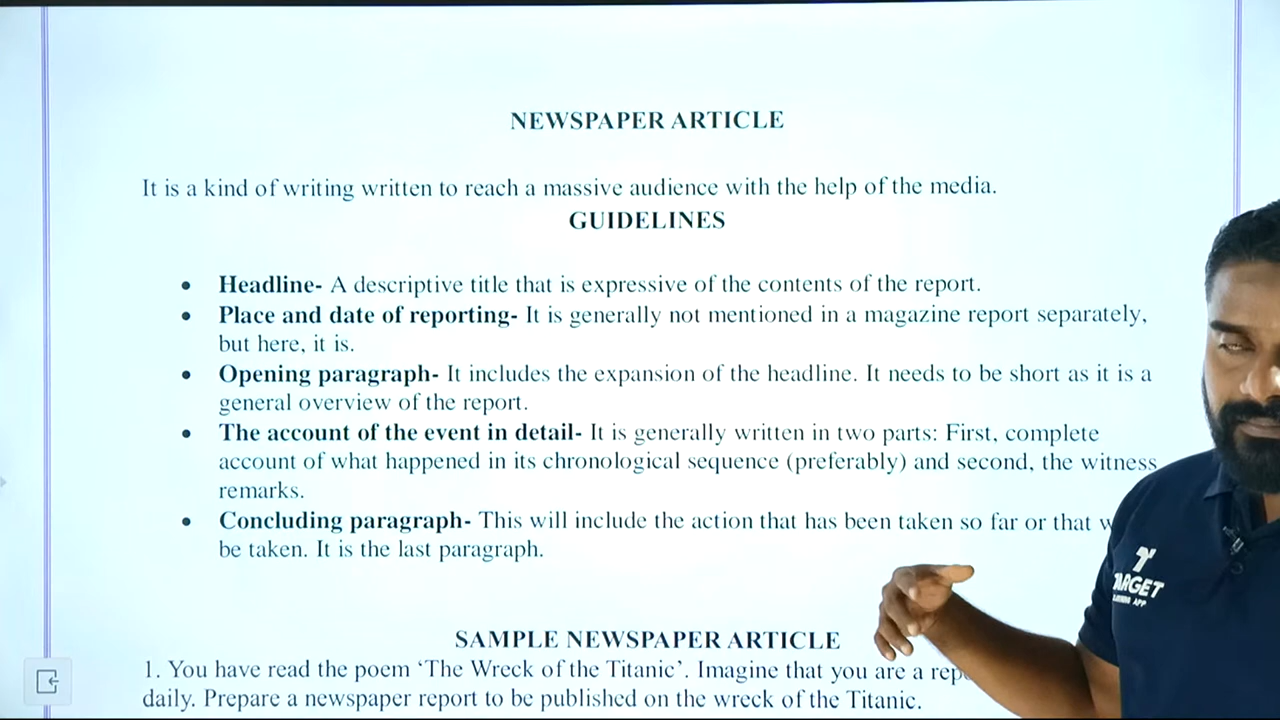 NEWSPAPER ARTICLE
It is a kind of writing written to reach a massive audience with the help of the media.
GUIDELINES
• Headline- A descriptive title that is expressive of the contents of the report.
• Place and date of reporting- It is generally not mentioned in a magazine report separately,
but here, it is.
• Opening paragraph- It includes the expansion of the headline. It needs to be short as it is a
general overview of the report.
• The account of the event in detail- It is generally written in two parts: First, complete
account of what happened in its chronological sequence (preferably) and second, the witness
remarks.
• Concluding paragraph- This will include the action that has been taken so far or that
be taken. It is the last paragraph.
SAMPLE NEWSPAPER ARTICLE
1. You have read the poem ‘The Wreck of the Titanic’. Imagine that you are a
daily. Prepare a newspaper report to be published on the wreck of the Titanic.
TARGET
APP